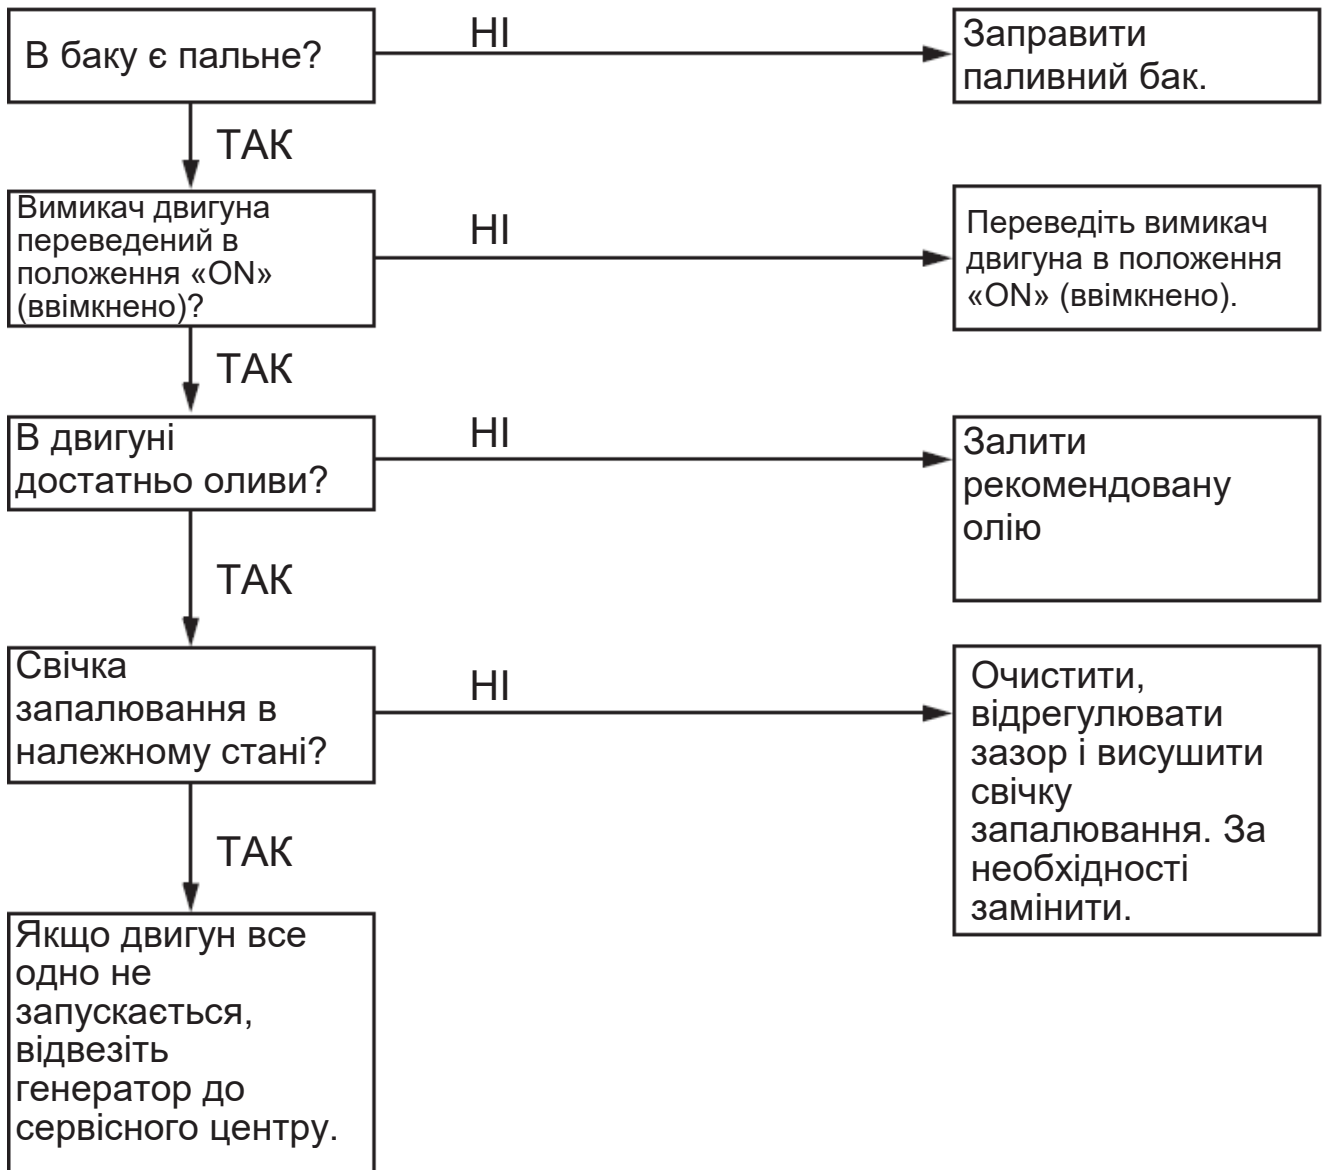 В баку є пальне?
НІ
Заправити
паливний бак.
ТАК
Вимикач двигуна
переведений в
положення «ON»
(ввімкнено)?
НІ
Переведіть вимикач
двигуна в положення
«ON» (ввімкнено).
ТАК
В двигуні
достатньо оливи?
НІ
Залити
рекомендовану
олію
ТАК
Свічка
запалювання в
належному стані?
НІ
Очистити,
відрегулювати
зазор і висушити
свічку
запалювання. За
необхідності
замінити.
ТАК
Якщо двигун все
одно не
запускається,
відвезіть
генератор до
сервісного центру.